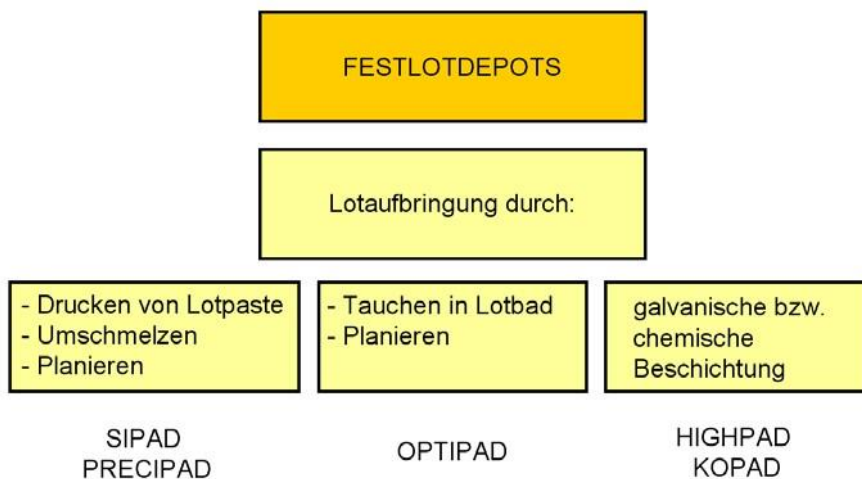 FESTLOTDEPOTS
Lotaufbringung durch:
- Drucken von Lotpaste
- Umschmelzen
- Planieren
- Tauchen in Lotbad
- Planieren
galvanische bzw.
chemische
Beschichtung
SIPAD
PRECIPAD
OPTIPAD
HIGHPAD
KOPAD